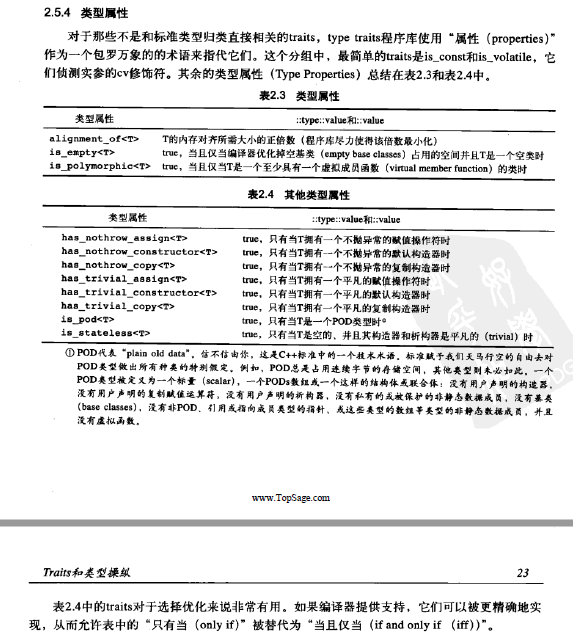 2.5.4 类型属性
对于那些不是和标准类型归类直接相关的traits，type traits程序库使用“属性（properties）”
作为一个包罗万象的的术语来指代它们。这个分组中，最简单的traits是is_const和is_volatile，它
们侦测实参的cv修饰符。其余的类型属性（Type Properties）总结在表2.3和表2.4中。
表2.3 类型属性
类型属性 ::type::value和::value
alignment_of<T> T的内存对齐所需大小的正倍数（程序库尽力使得该倍数最小化）
is_empty<T> true，当且仅当编译器优化掉空基类（empty base classes）占用的空间并且T是一个空类时
is_polymorphic<T> true，当且仅当T是一个至少具有一个虚拟成员函数（virtual member function）的类时
表2.4 其他类型属性
类型属性 ::type::value和::value
has_nothrow_assign<T> true，只有当T拥有一个不抛异常的赋值操作符时
has_nothrow_constructor<T> true，只有当T拥有一个不抛异常的默认构造器时
has_nothrow_copy<T> true，只有当T拥有一个不抛异常的复制构造器时
has_trivial_assign<T> true，只有当T拥有一个平凡的赋值操作符时
has_trivial_constructor<T> true，只有当T拥有一个平凡的默认构造器时
has_trivial_copy<T> true，只有当T拥有一个平凡的复制构造器时
is_pod<T> true，只有当T是一个POD类型时①
is_stateless<T> true，只有当T是空的、并且其构造器和析构器是平凡的（trivial）时
① POD代表“plain old data”。信不信由你，这是C++标准中的一个技术术语。标准赋予我们天马行空的自由去对
POD类型做出所有种类的特别假定。例如，POD总是占用连续字节的存储空间，其他类型则未必如此。一个
POD类型被定义为一个标量（scalar），一个PODs数组或一个这样的结构体或联合体：没有用户声明的构造器，
没有用户声明的复制赋值运算符，没有用户声明的析构器，没有私有的或被保护的非静态数据成员，没有基类
（base classes），没有非POD、引用或指向成员类型的指针、或这些类型的数组等类型的非静态数据成员，并且
没有虚拟函数。
www.TopSage.com
Traits和类型操纵 23
表2.4中的traits对于选择优化来说非常有用。如果编译器提供支持，它们可以被更精确地实
现，从而允许表中的“只有当（only if）”被替代为“当且仅当（if and only if （iff））”。